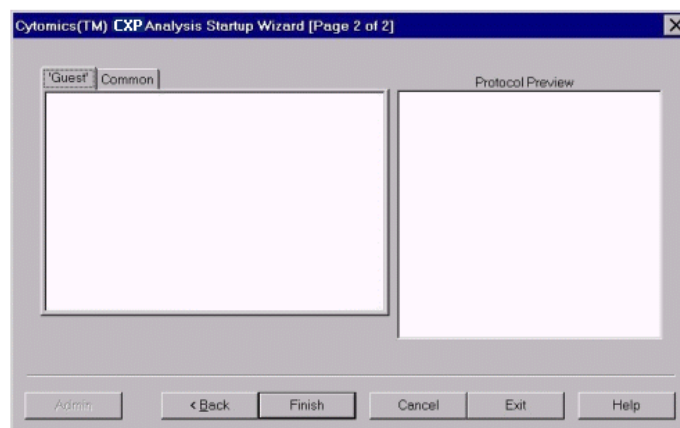 Cytomics(TM) CXP Analysis Startup Wizard [Page 2 of 2]
'Guest' Common
Protocol Preview
Admin < Back Finish Cancel Exit Help